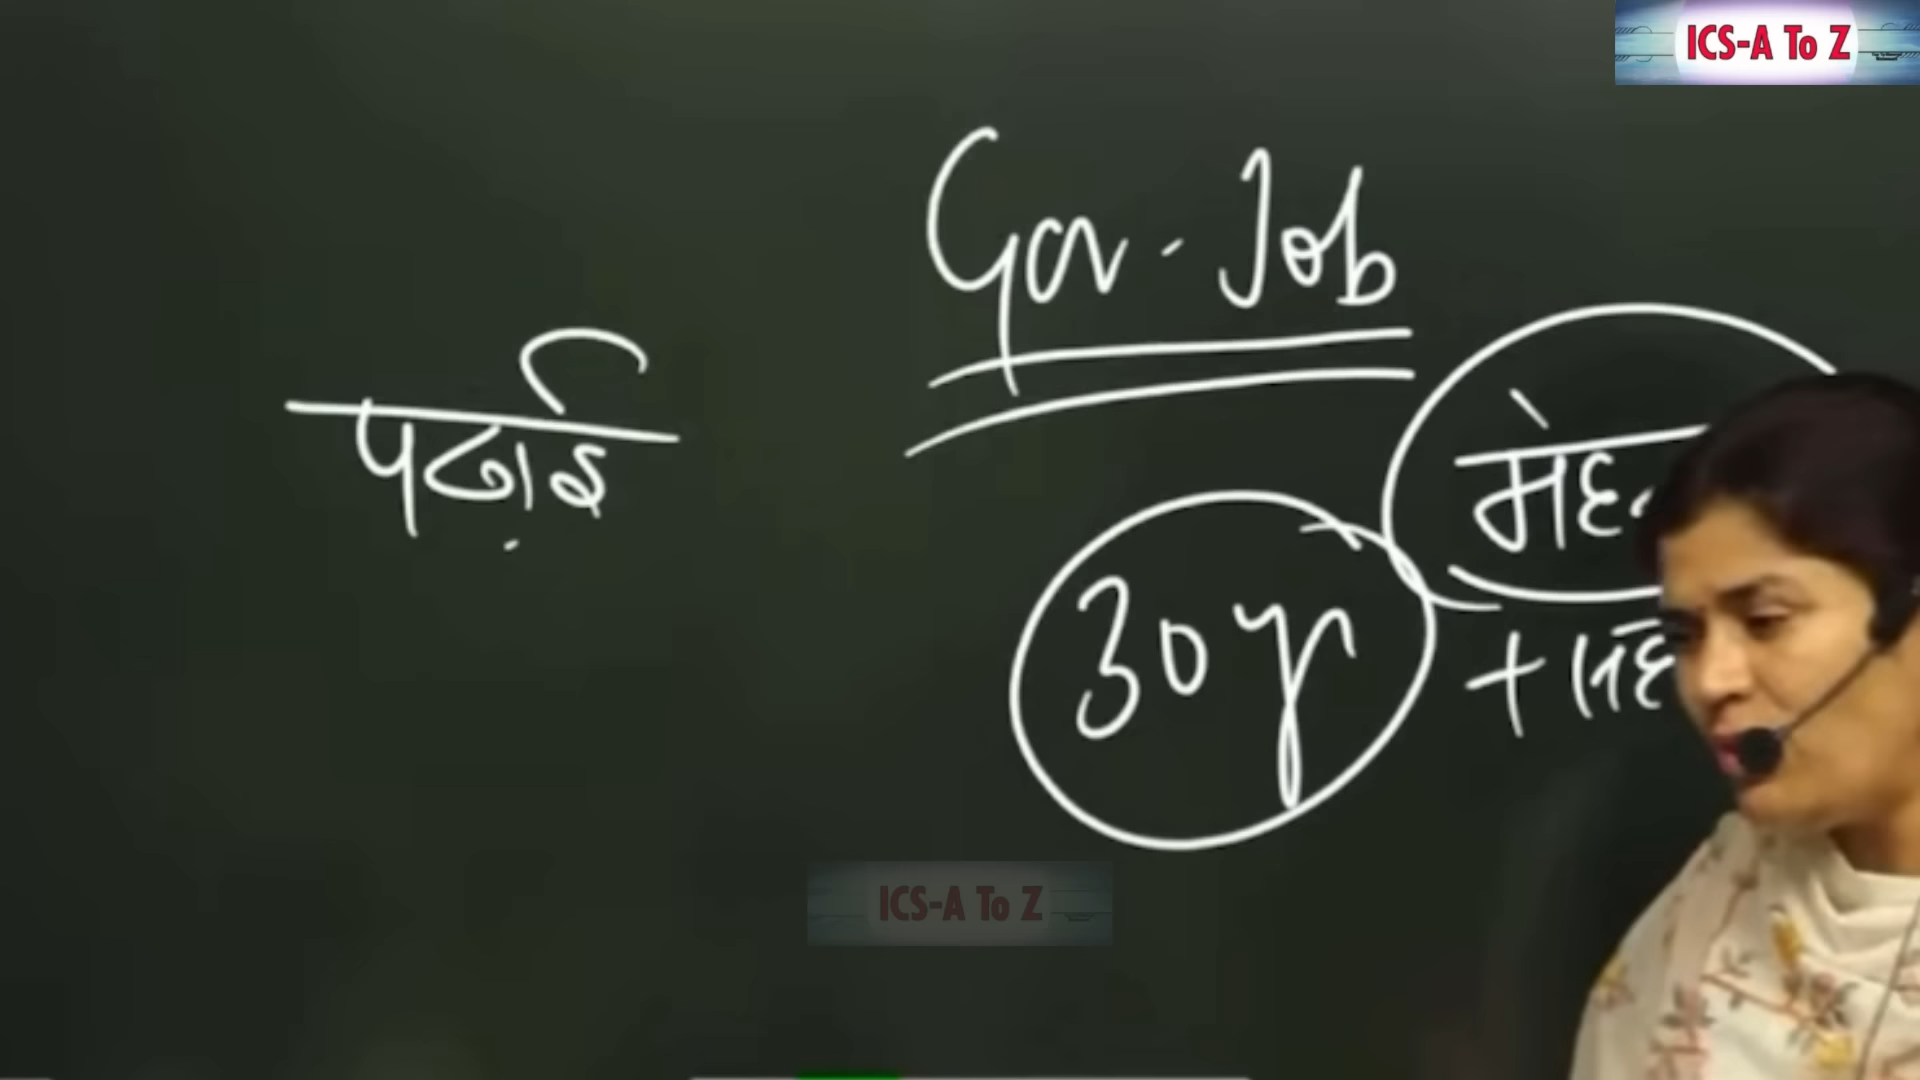 ICS-A To Z
Gov. Job
पढ़ाई
30 yr
ICS-A To Z